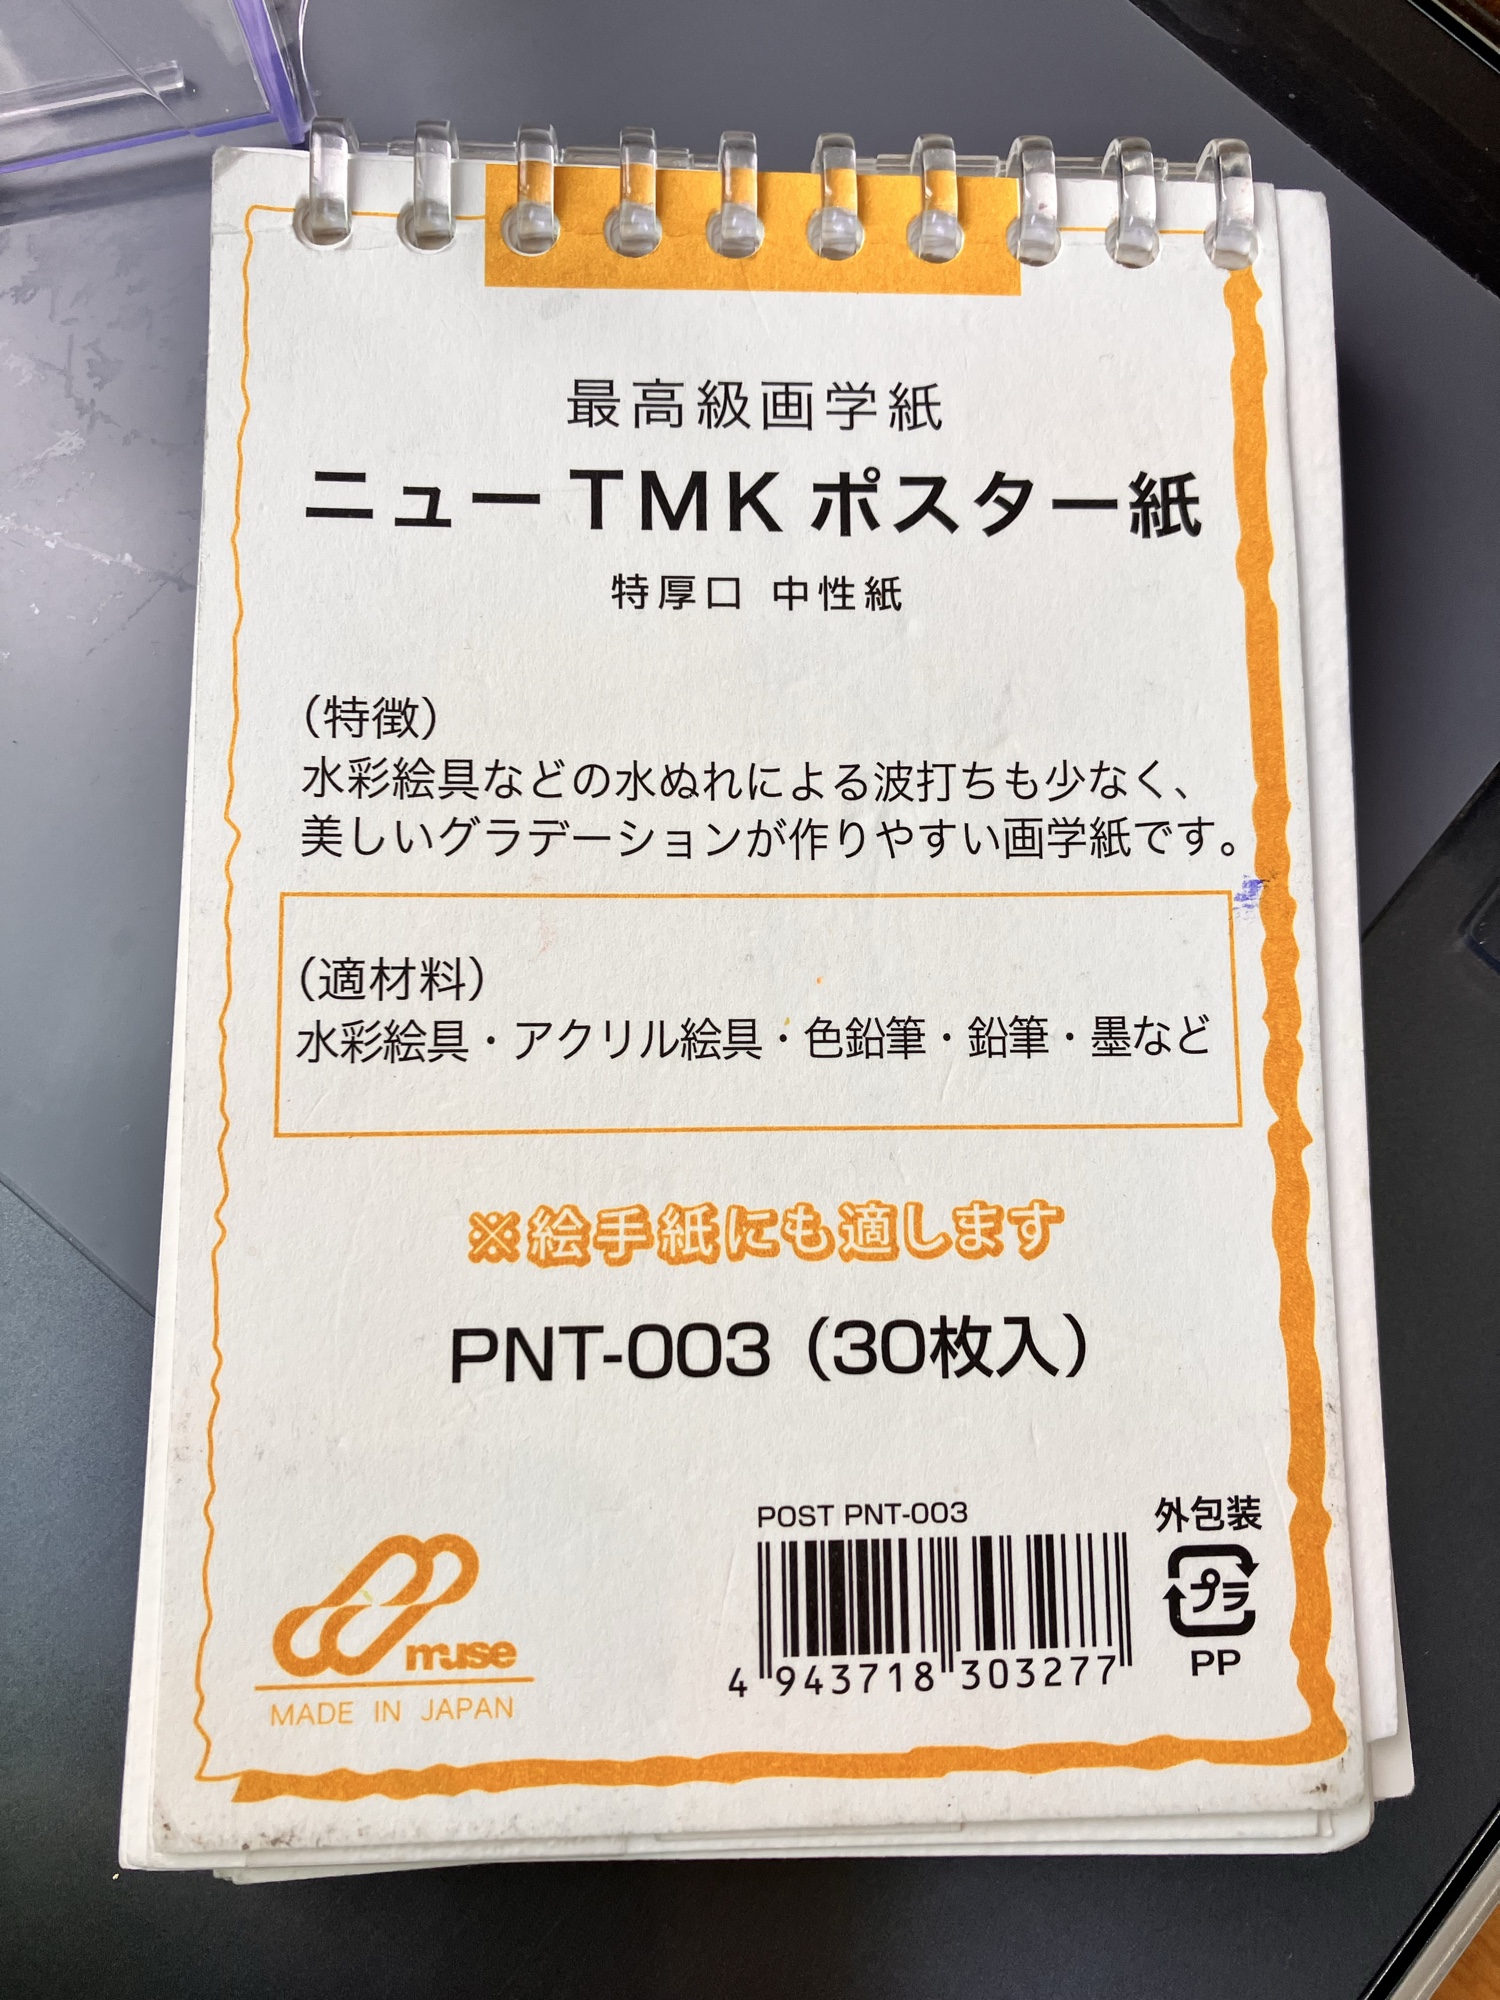 最高級画学紙
ニューTMKポスター紙
特厚口 中性紙
（特徴）
水彩絵具などの水ぬれによる波打ちも少なく、
美しいグラデーションが作りやすい画学紙です。
（適材料）
水彩絵具・アクリル絵具・色鉛筆・鉛筆・墨など
※絵手紙にも適します
PNT-003（30枚入）
POST PNT-003
4 943718 303277
外包装
プラ
PP
muse
MADE IN JAPAN